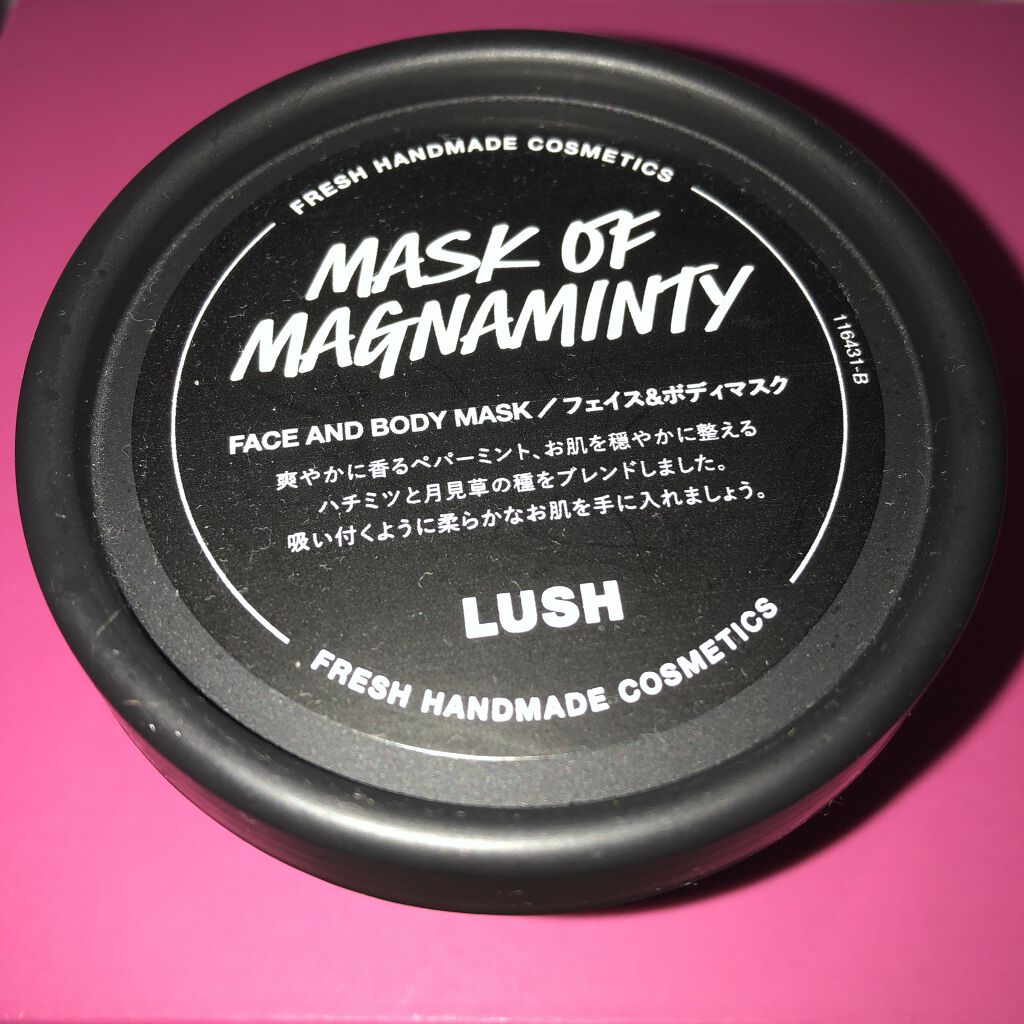 FRESH HANDMADE COSMETICS
MASK OF
MAGNAMINTY
116431-B
FACE AND BODY MASK／フェイス&ボディマスク
爽やかに香るペパーミント、お肌を穏やかに整える
ハチミツと月見草の種をブレンドしました。
吸い付くように柔らかなお肌を手に入れましょう。
LUSH
FRESH HANDMADE COSMETICS